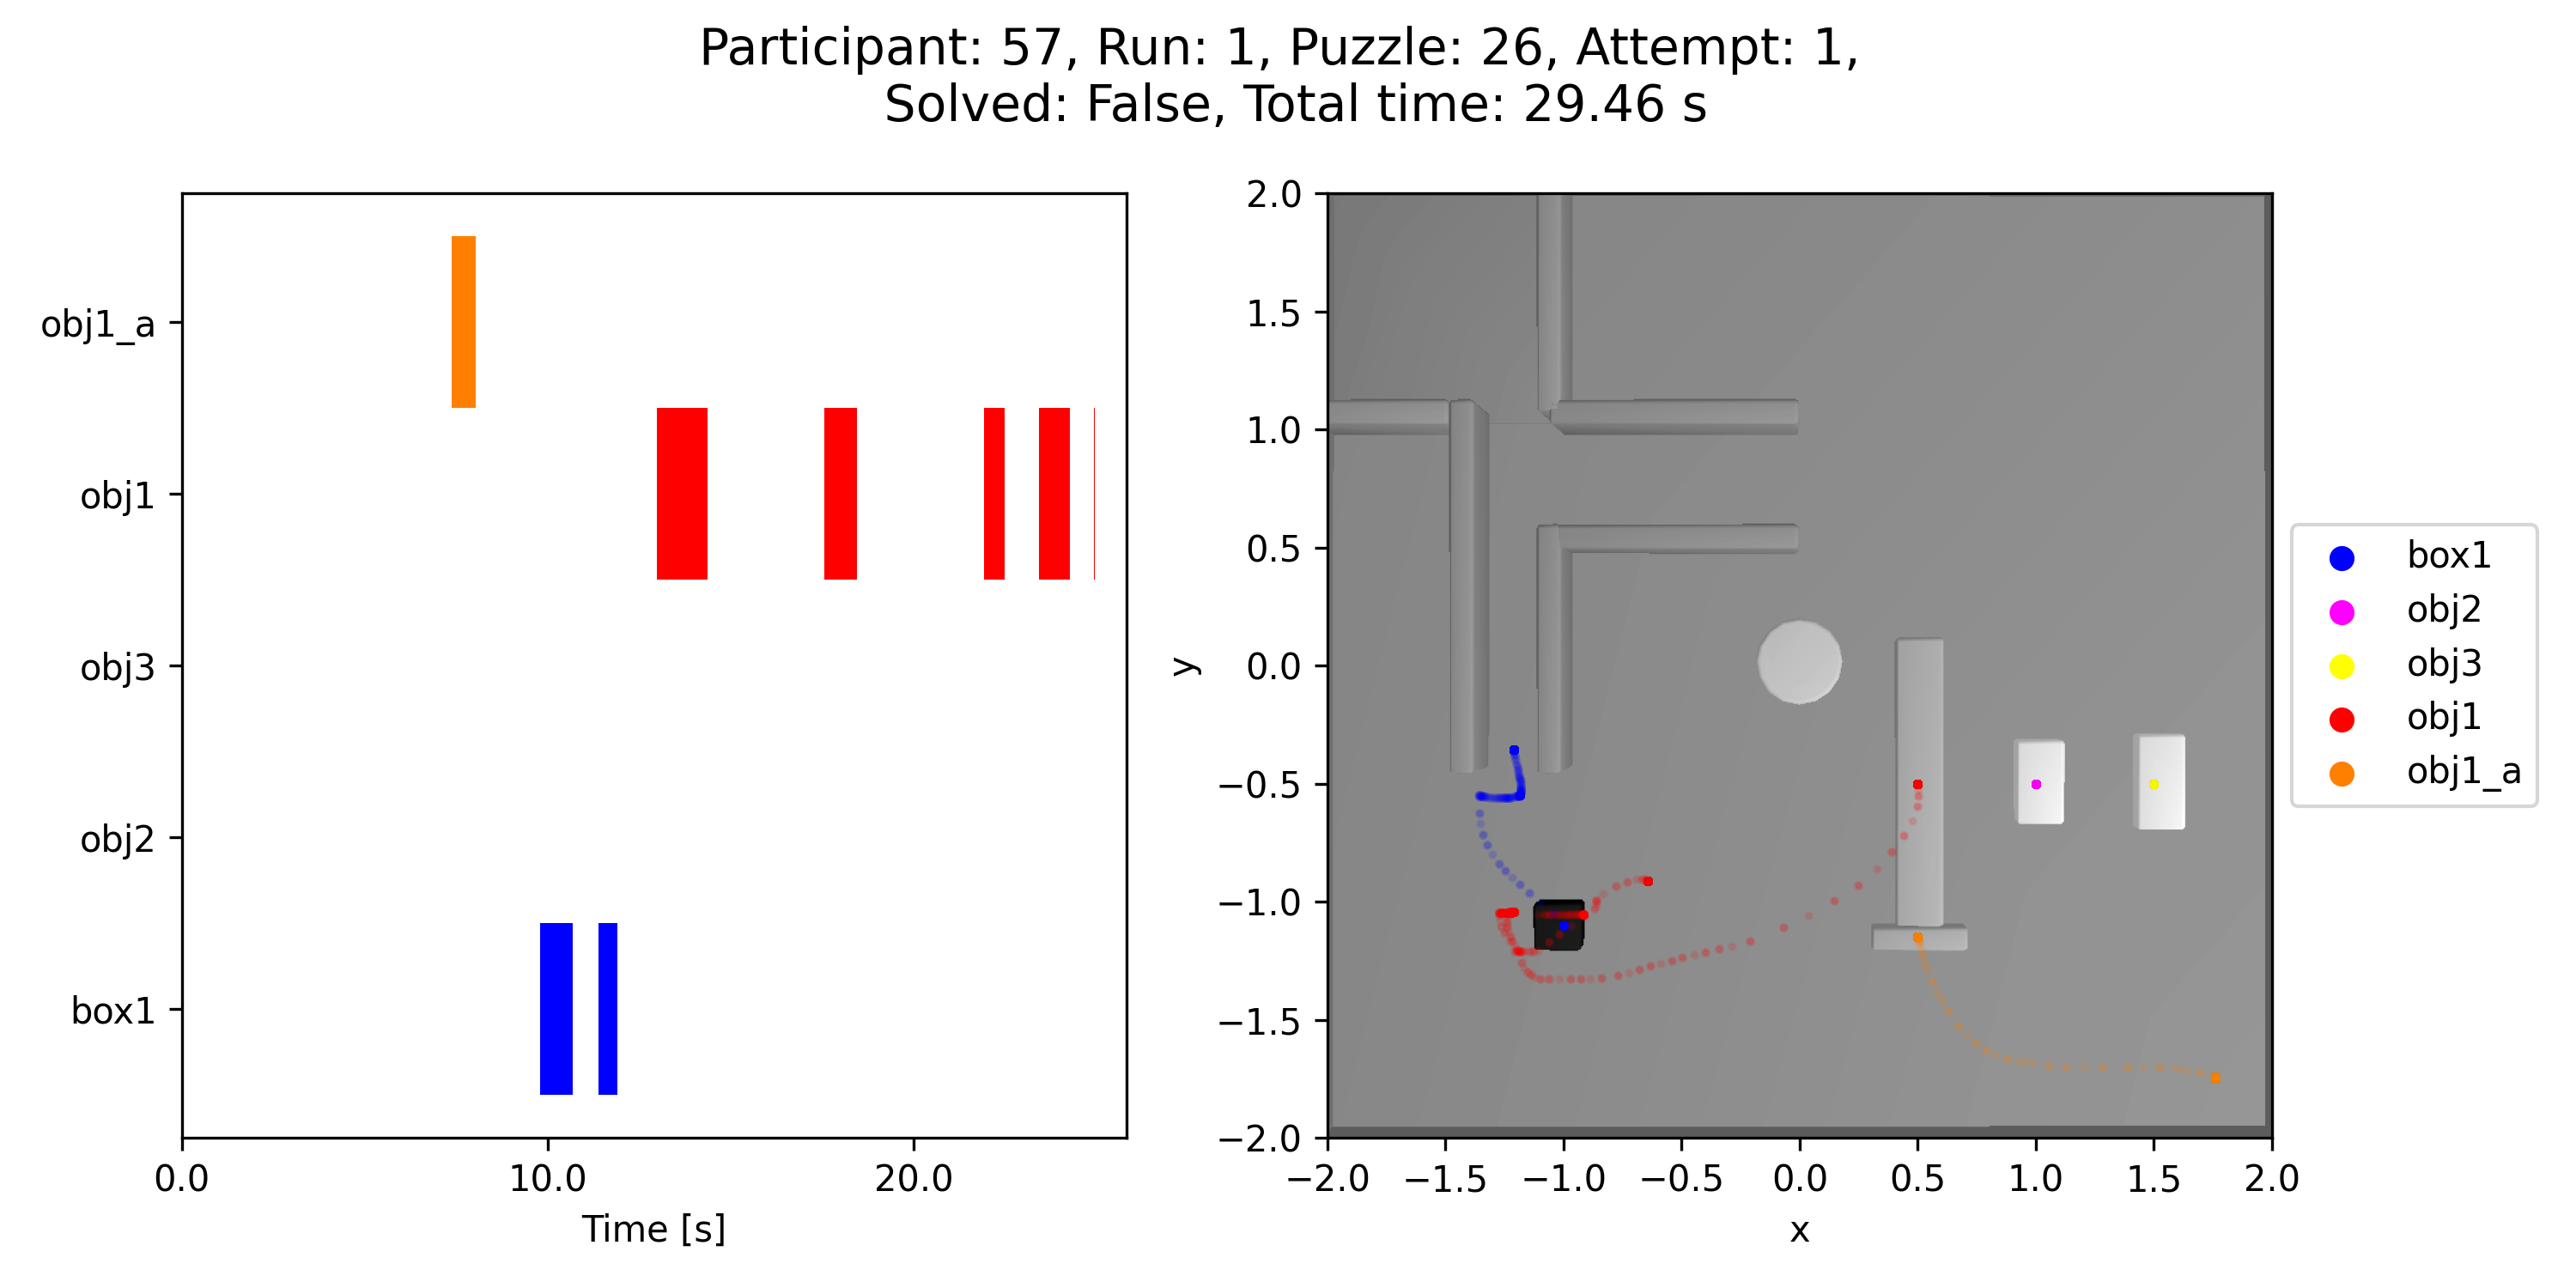 Participant: 57, Run: 1, Puzzle: 26, Attempt: 1,
Solved: False, Total time: 29.46 s
obj1_a
obj1
obj3
obj2
box1
0.0
10.0
20.0
Time [s]
2.0
1.5
1.0
0.5
0.0
−0.5
−1.0
−1.5
−2.0
y
−2.0
−1.5
−1.0
−0.5
0.0
0.5
1.0
1.5
2.0
x
box1
obj2
obj3
obj1
obj1_a